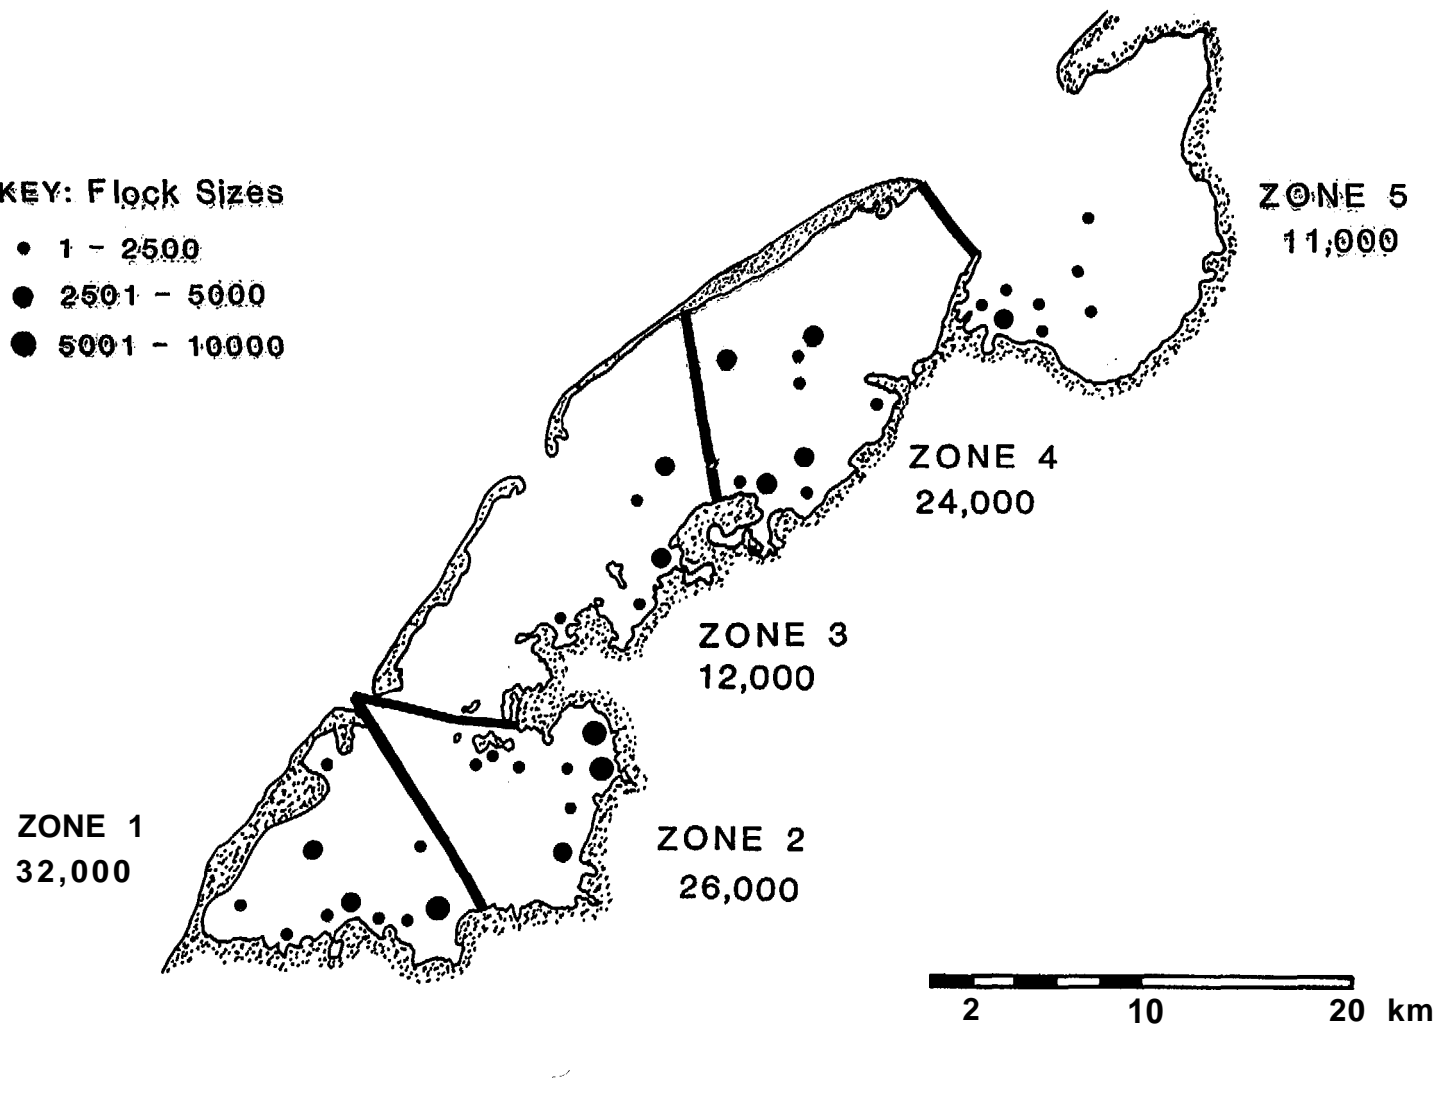 KEY: Flock Sizes
1 - 2500
2501 - 5000
5001 - 10000
ZONE 5
11,000
ZONE 4
24,000
ZONE 3
12,000
ZONE 1
32,000
ZONE 2
26,000
2 10 20 km